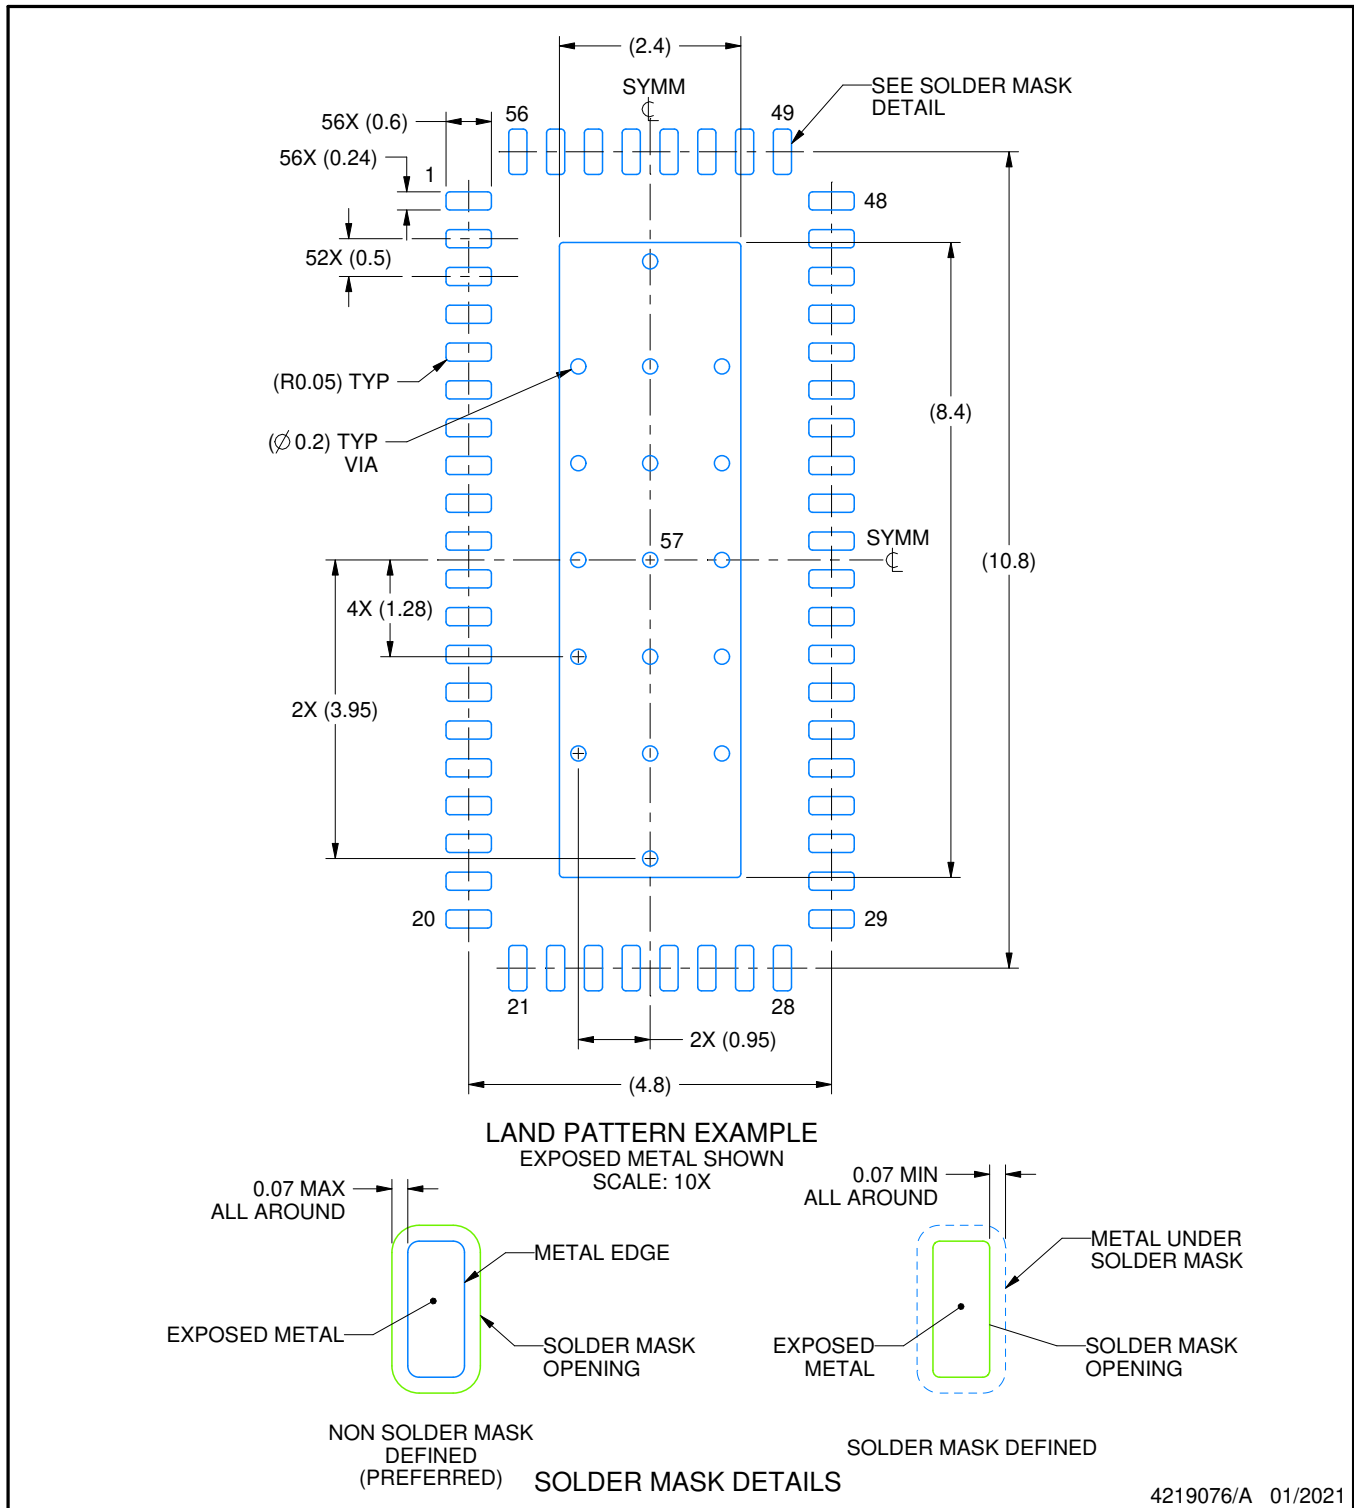 (2.4)
SYMM
℄
SEE SOLDER MASK
DETAIL
56
49
56X (0.6)
56X (0.24)
1
48
52X (0.5)
(R0.05) TYP
(8.4)
(∅ 0.2) TYP
VIA
57
SYMM
℄
(10.8)
4X (1.28)
2X (3.95)
20
29
21
28
2X (0.95)
(4.8)
LAND PATTERN EXAMPLE
EXPOSED METAL SHOWN
SCALE: 10X
0.07 MAX
ALL AROUND
METAL EDGE
EXPOSED METAL
SOLDER MASK
OPENING
NON SOLDER MASK
DEFINED
(PREFERRED)
0.07 MIN
ALL AROUND
METAL UNDER
SOLDER MASK
EXPOSED
METAL
SOLDER MASK
OPENING
SOLDER MASK DEFINED
SOLDER MASK DETAILS
4219076/A 01/2021